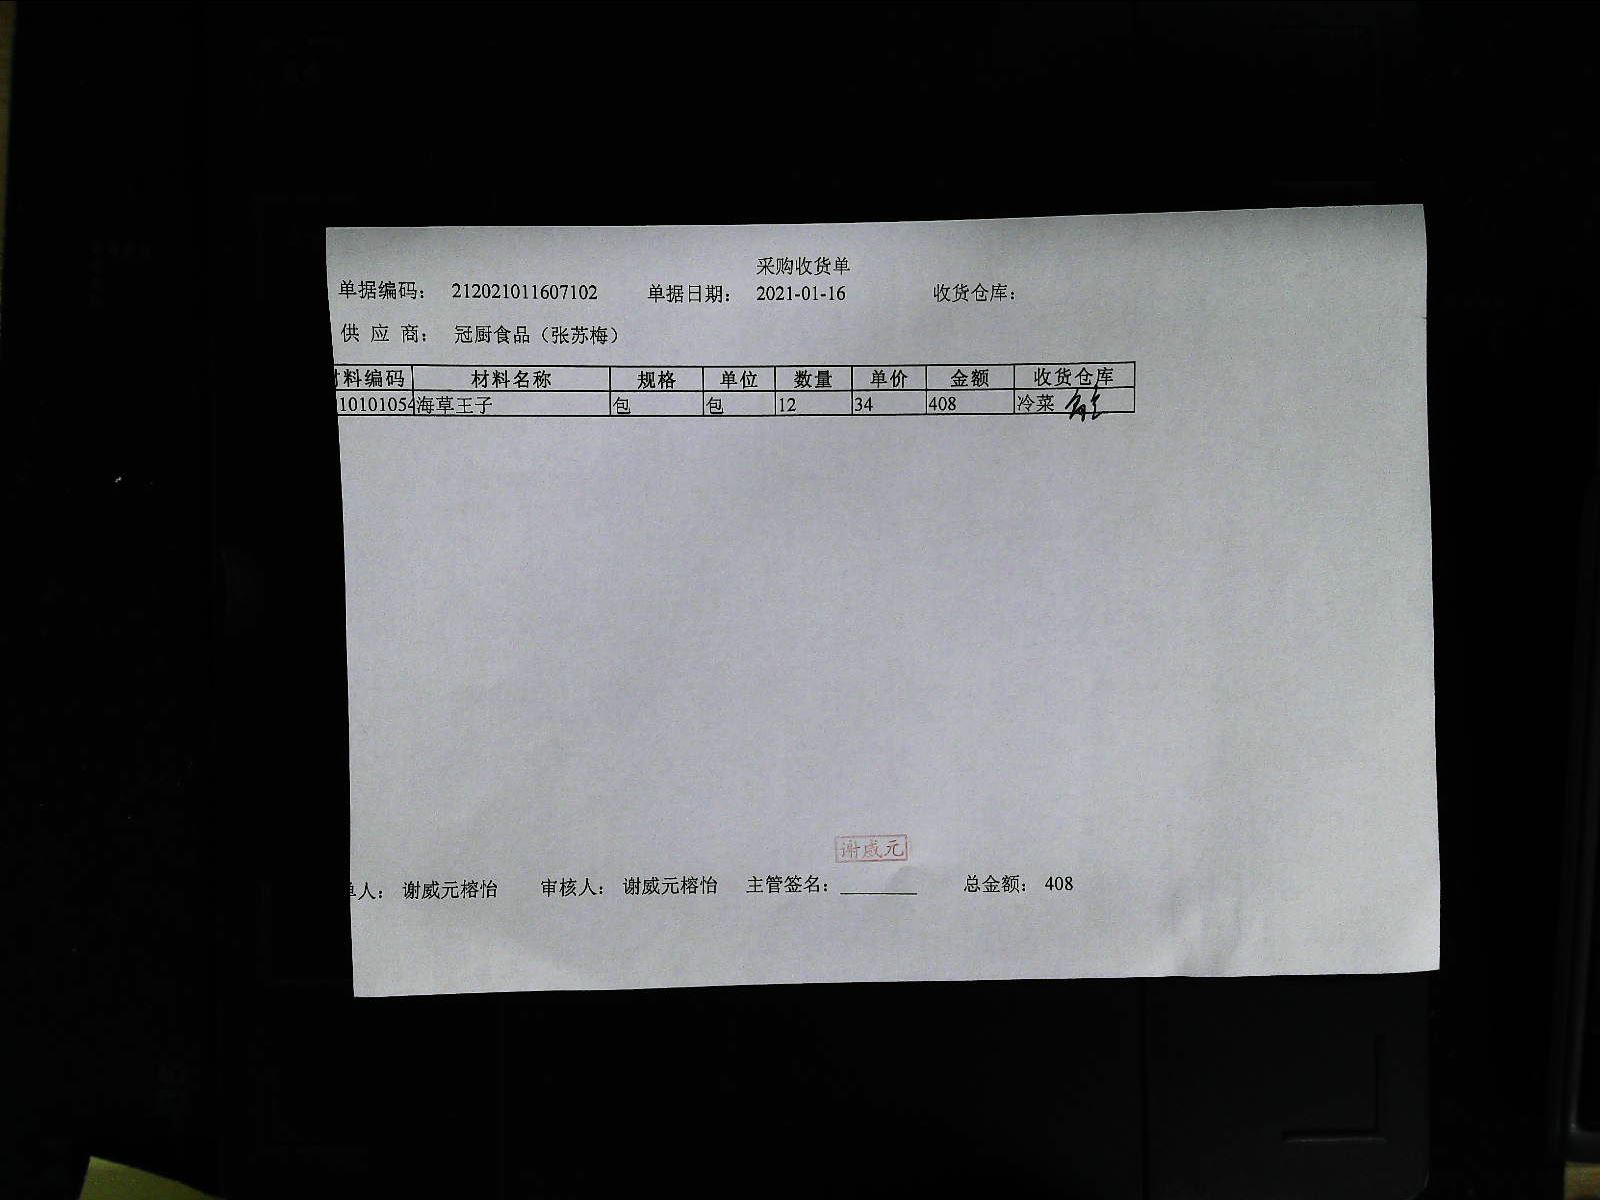 采购收货单
单据编码： 212021011607102 单据日期： 2021-01-16 收货仓库：
供 应 商： 冠厨食品（张苏梅）
材料编码 材料名称 规格 单位 数量 单价 金额 收货仓库
10101054 海草王子 包 包 12 34 408 冷菜
谢威元
单人： 谢威元榕怡 审核人： 谢威元榕怡 主管签名： ________ 总金额： 408